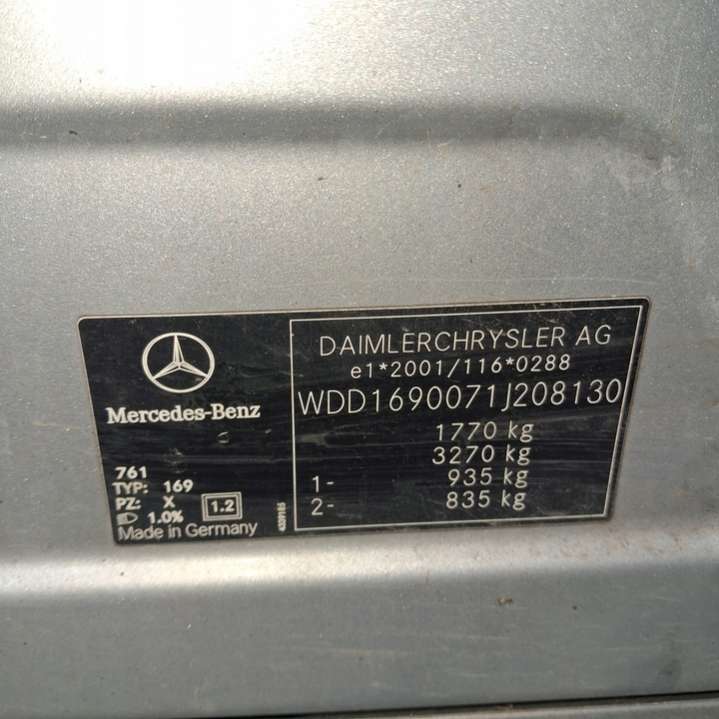 Mercedes-Benz
761
TYP: 169
PZ: X
1.0%
1.2
Made in Germany
DAIMLERCHRYSLER AG
e1*2001/116*0288
WDD1690071J208130
1770 kg
3270 kg
1- 935 kg
2- 835 kg